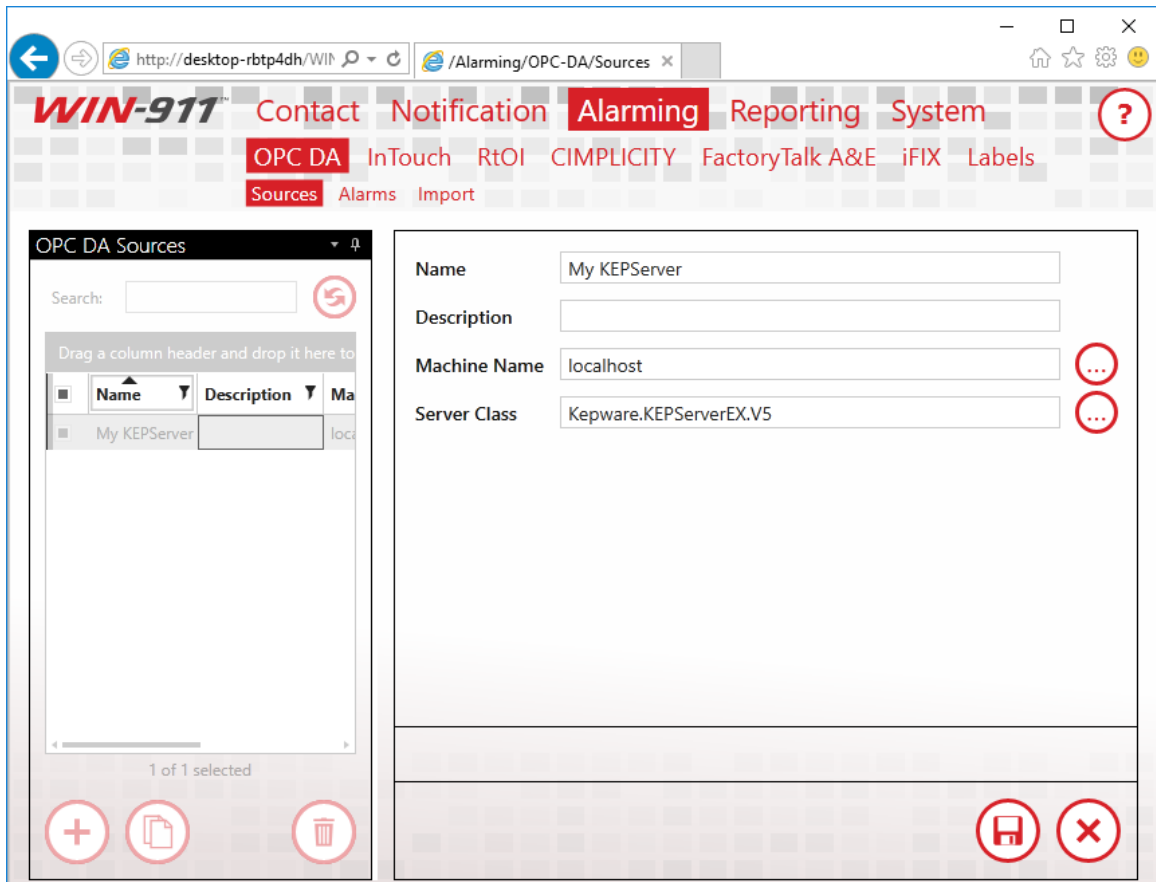 http://desktop-rbtp4dh/WIN
/Alarming/OPC-DA/Sources
WIN-911™ Contact Notification Alarming Reporting System ?
OPC DA InTouch RtOI CIMPLICITY FactoryTalk A&E iFIX Labels
Sources Alarms Import
OPC DA Sources
Search:
Drag a column header and drop it here to
Name Description Ma
My KEPServer loca
1 of 1 selected
Name My KEPServer
Description
Machine Name localhost ...
Server Class Kepware.KEPServerEX.V5 ...